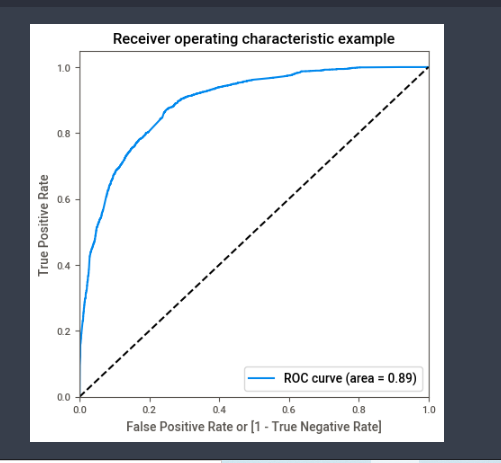 Receiver operating characteristic example
1.0
0.8
0.6
0.4
0.2
0.0
True Positive Rate
ROC curve (area = 0.89)
0.0 0.2 0.4 0.6 0.8 1.0
False Positive Rate or [1 - True Negative Rate]